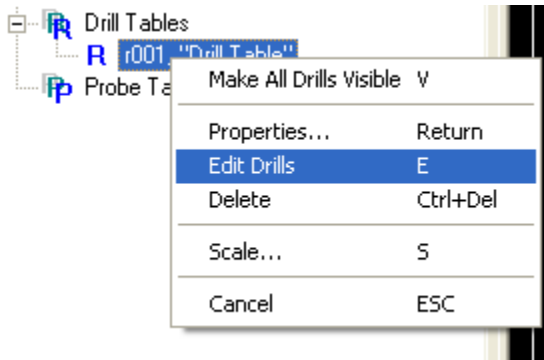 Drill Tables
r001, "Drill Table"
Probe Ta
Make All Drills Visible V
Properties... Return
Edit Drills E
Delete Ctrl+Del
Scale... S
Cancel ESC